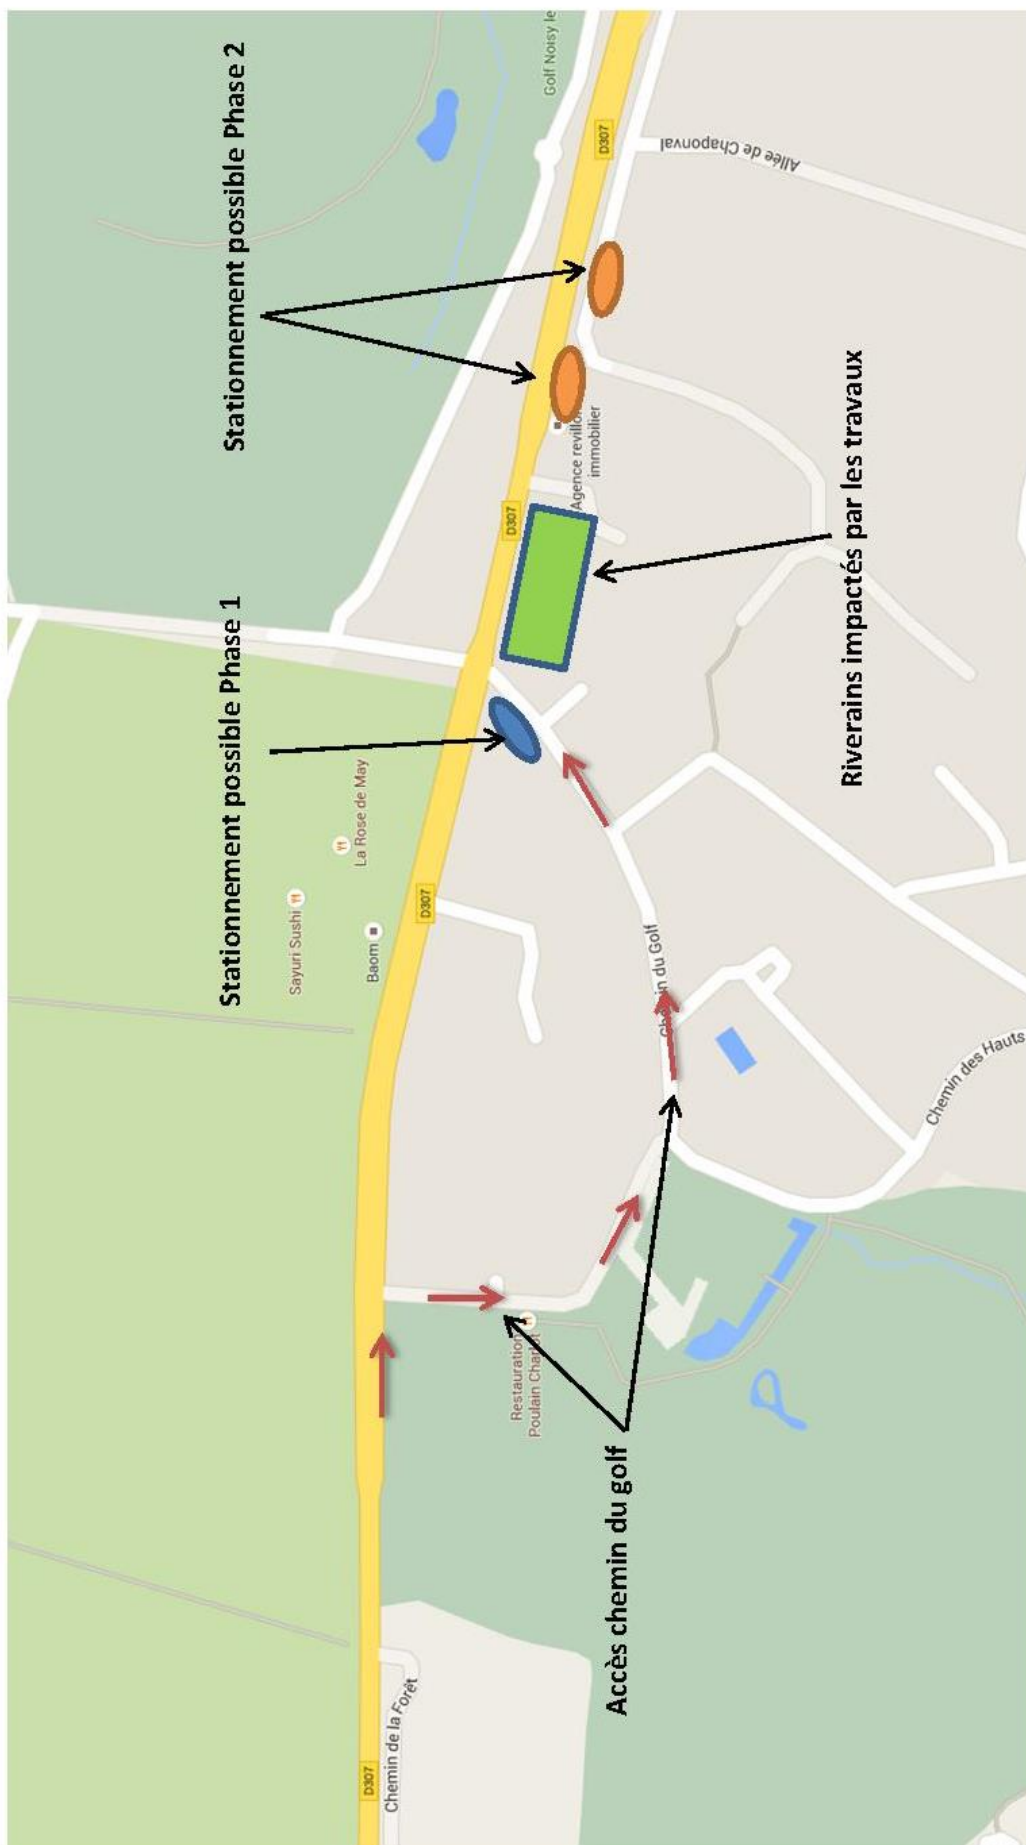 Stationnement possible Phase 1
Stationnement possible Phase 2
Golf Noisy le
Sayuri Sushi
La Rose de May
Baom
D307
D307
D307
D307
Chemin de la Forêt
Agence revillon
immobilier
Allée de Chaponval
Restauration
Poulain Charlot
Chemin du Golf
Chemin des Hauts
Accès chemin du golf
Riverains impactés par les travaux